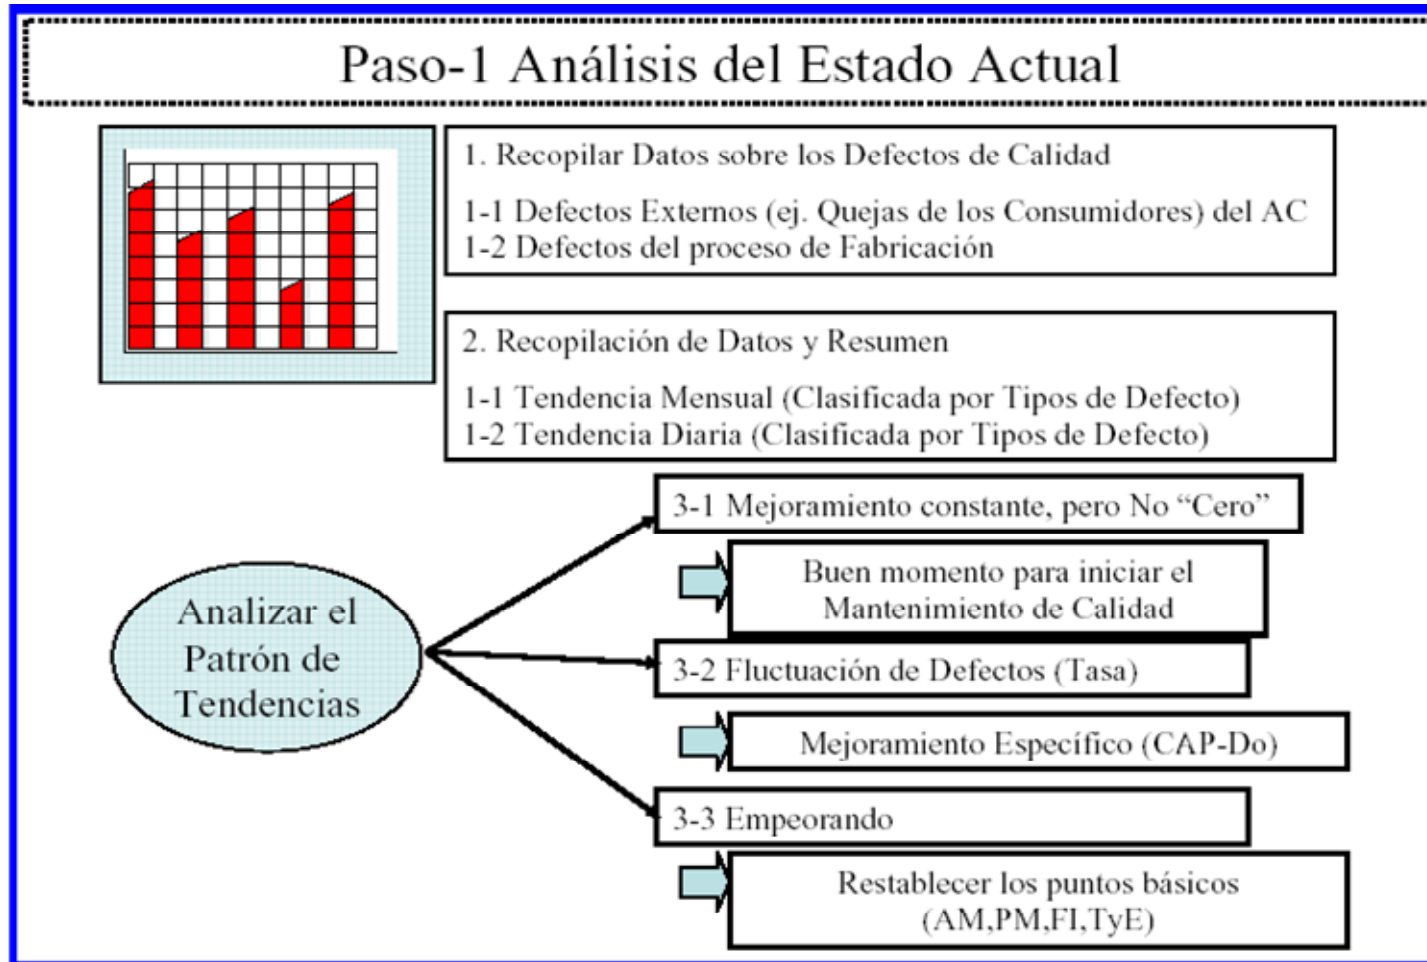 Paso-1 Análisis del Estado Actual
1. Recopilar Datos sobre los Defectos de Calidad
1-1 Defectos Externos (ej. Quejas de los Consumidores) del AC
1-2 Defectos del proceso de Fabricación
2. Recopilación de Datos y Resumen
1-1 Tendencia Mensual (Clasificada por Tipos de Defecto)
1-2 Tendencia Diaria (Clasificada por Tipos de Defecto)
Analizar el
Patrón de
Tendencias
3-1 Mejoramiento constante, pero No “Cero”
Buen momento para iniciar el
Mantenimiento de Calidad
3-2 Fluctuación de Defectos (Tasa)
Mejoramiento Específico (CAP-Do)
3-3 Empeorando
Restablecer los puntos básicos
(AM,PM,FI,TyE)